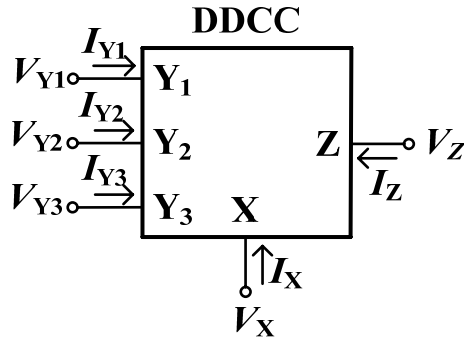 DDCC
I_Y1
V_Y1 Y_1
I_Y2
V_Y2 Y_2 Z V_Z
I_Y3 I_Z
V_Y3 Y_3 X
I_X
V_X